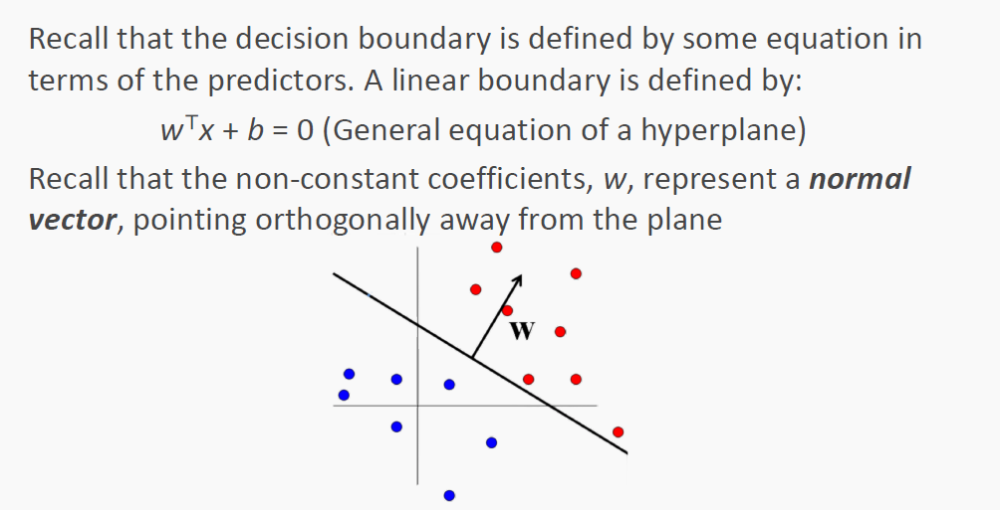 Recall that the decision boundary is defined by some equation in
terms of the predictors. A linear boundary is defined by:
wᵀx + b = 0 (General equation of a hyperplane)
Recall that the non-constant coefficients, w, represent a normal
vector, pointing orthogonally away from the plane
w